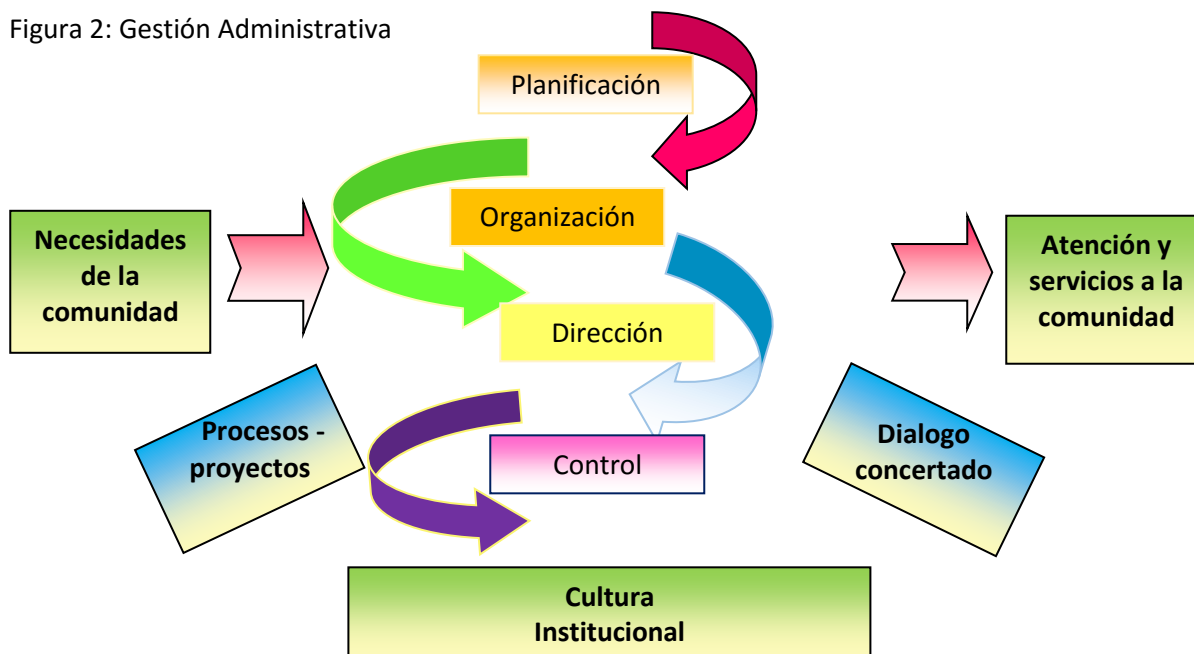 Figura 2: Gestión Administrativa
Planificación
Organización
Necesidades
de la
comunidad
Atención y
servicios a la
comunidad
Dirección
Procesos -
proyectos
Dialogo
concertado
Control
Cultura
Institucional